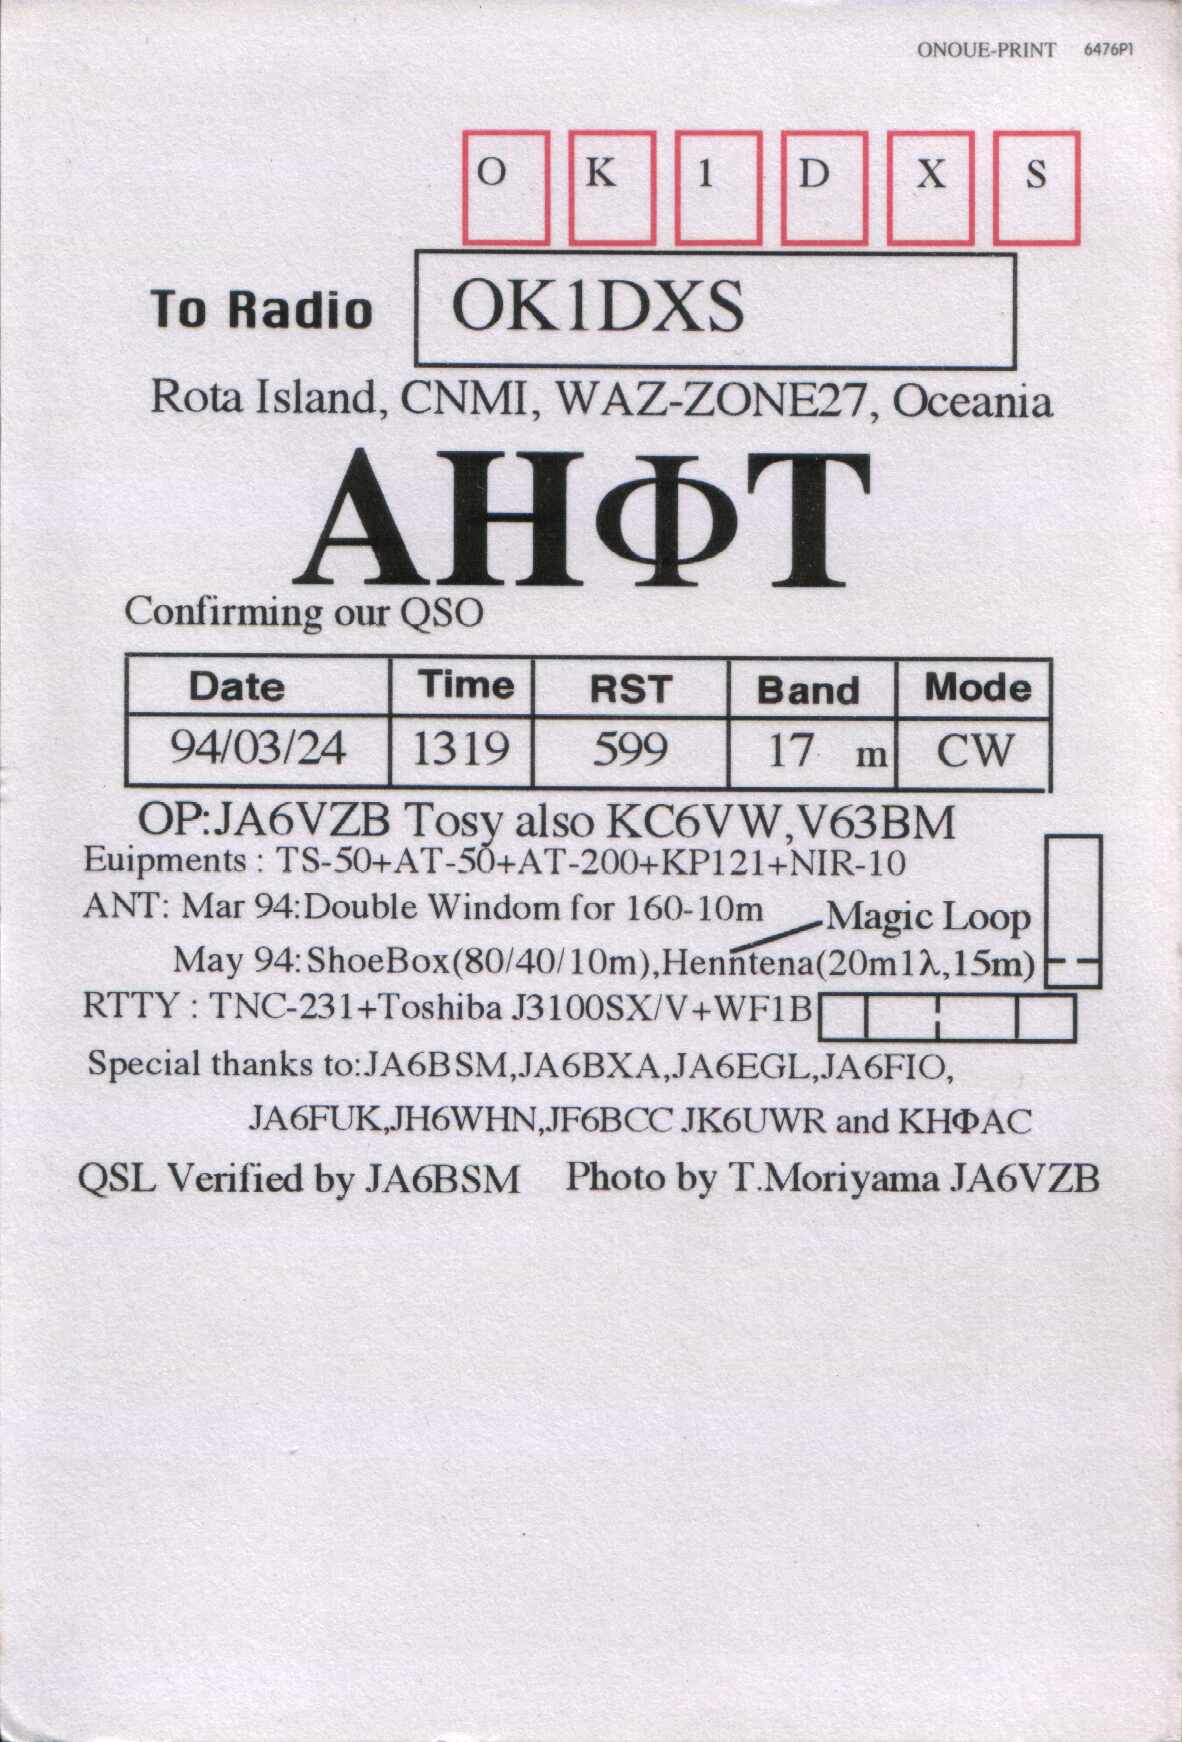 ONOUE-PRINT 6476P1
O K 1 D X S
To Radio OK1DXS
Rota Island, CNMI, WAZ-ZONE27, Oceania
AHΦT
Confirming our QSO
Date Time RST Band Mode
94/03/24 1319 599 17 m CW
OP:JA6VZB Tosy also KC6VW,V63BM
Euipments : TS-50+AT-50+AT-200+KP121+NIR-10
ANT: Mar 94:Double Windom for 160-10m Magic Loop
May 94:ShoeBox(80/40/10m),Henntena(20m1λ,15m)
RTTY : TNC-231+Toshiba J3100SX/V+WF1B
Special thanks to:JA6BSM,JA6BXA,JA6EGL,JA6FIO,
JA6FUK,JH6WHN,JF6BCC JK6UWR and KHΦAC
QSL Verified by JA6BSM Photo by T.Moriyama JA6VZB